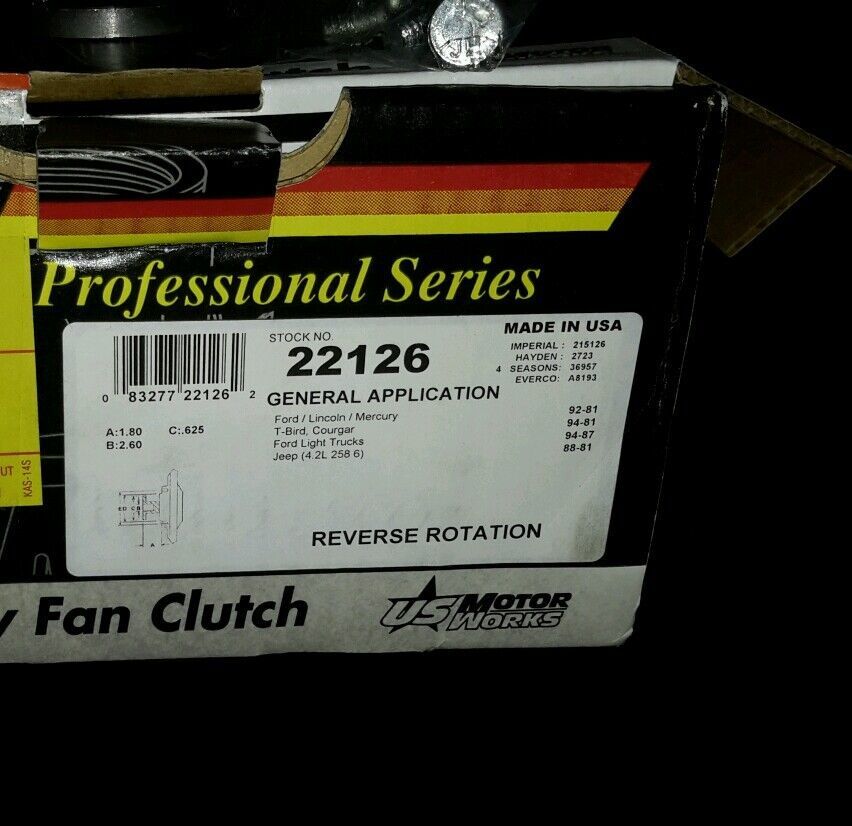 Professional Series
STOCK NO.
22126
MADE IN USA
IMPERIAL : 215126
HAYDEN : 2723
4 SEASONS: 36957
EVERCO: A8193
0 83277 22126 2
GENERAL APPLICATION
A:1.80 C:.625
B:2.60
Ford / Lincoln / Mercury 92-81
T-Bird, Courgar 94-81
Ford Light Trucks 94-87
Jeep (4.2L 258 6) 88-81
UT
KAS-14S
A
REVERSE ROTATION
y Fan Clutch
US MOTOR WORKS